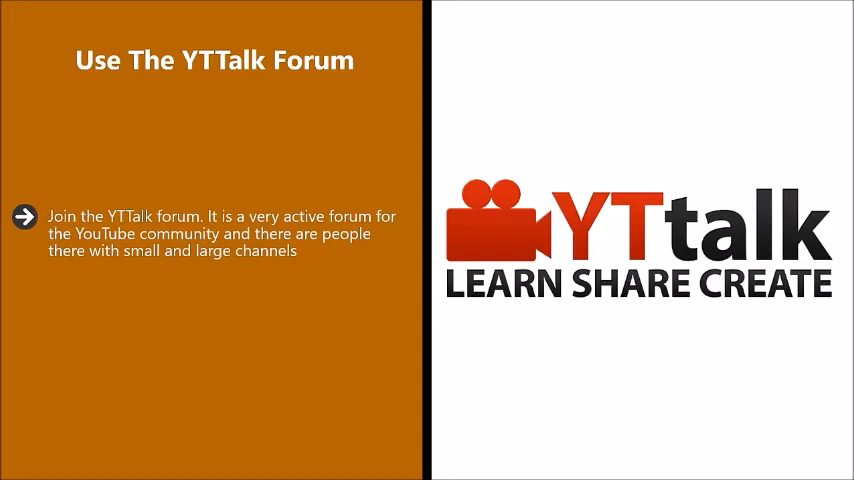 Use The YTTalk Forum
Join the YTTalk forum. It is a very active forum for
the YouTube community and there are people
there with small and large channels
YTtalk
LEARN SHARE CREATE